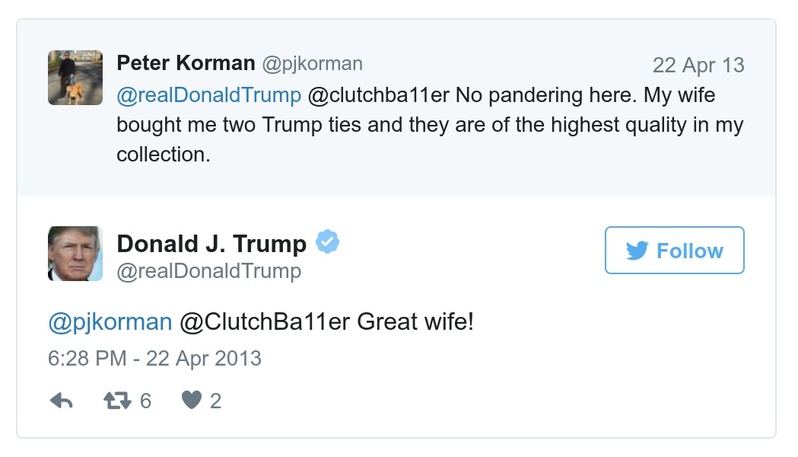 Peter Korman @pjkorman 22 Apr 13
@realDonaldTrump @clutchba11er No pandering here. My wife
bought me two Trump ties and they are of the highest quality in my
collection.
Donald J. Trump
@realDonaldTrump
Follow
@pjkorman @ClutchBa11er Great wife!
6:28 PM - 22 Apr 2013
6 2